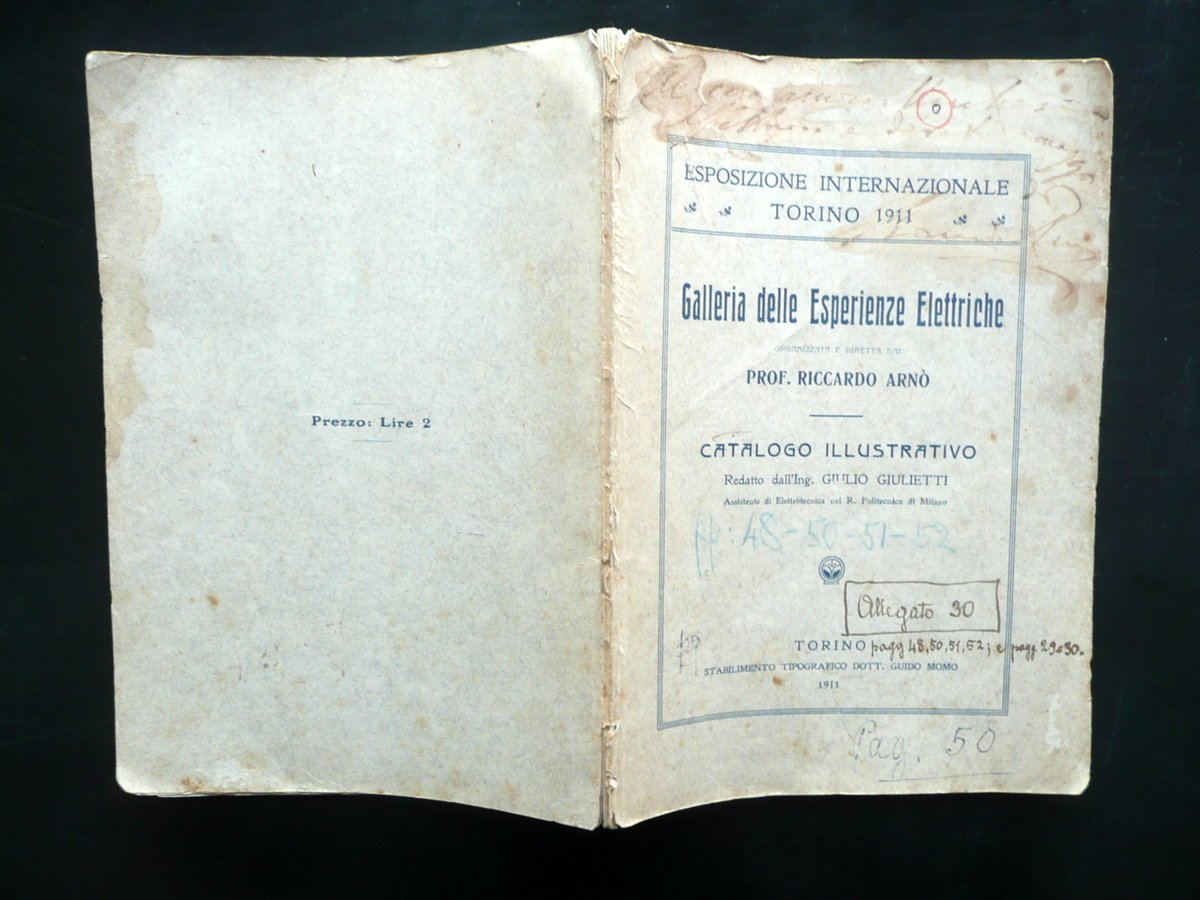 Prezzo: Lire 2
ESPOSIZIONE INTERNAZIONALE
TORINO 1911
Galleria delle Esperienze Elettriche
ORGANIZZATA E DIRETTA DAL
PROF. RICCARDO ARNÒ
CATALOGO ILLUSTRATIVO
Redatto dall'Ing. GIULIO GIULIETTI
Assistente di Elettrotecnica nel R. Politecnico di Milano
pp: 48-50-51-52
Allegato 30
TORINO pagg 48,50,51,52; e pagg 29e30.
STABILIMENTO TIPOGRAFICO DOTT. GUIDO MOMO
1911
Pag. 50